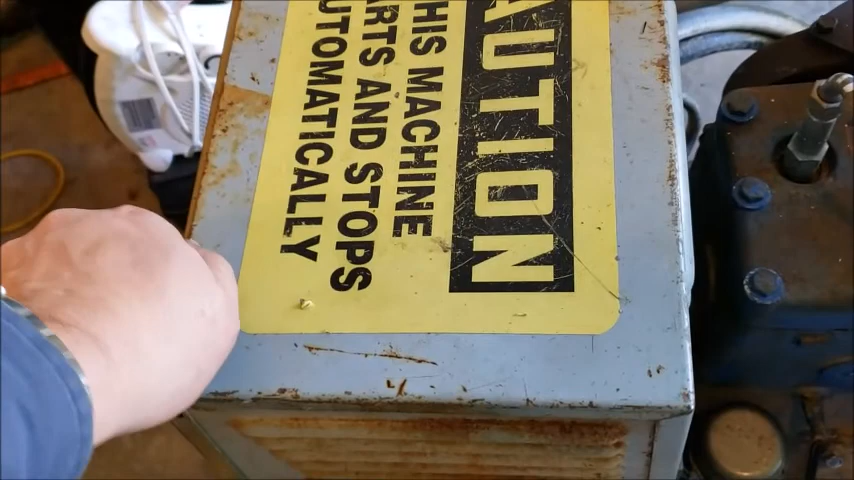 AUTION
HIS MACHINE
ARTS AND STOPS
UTOMATICALLY